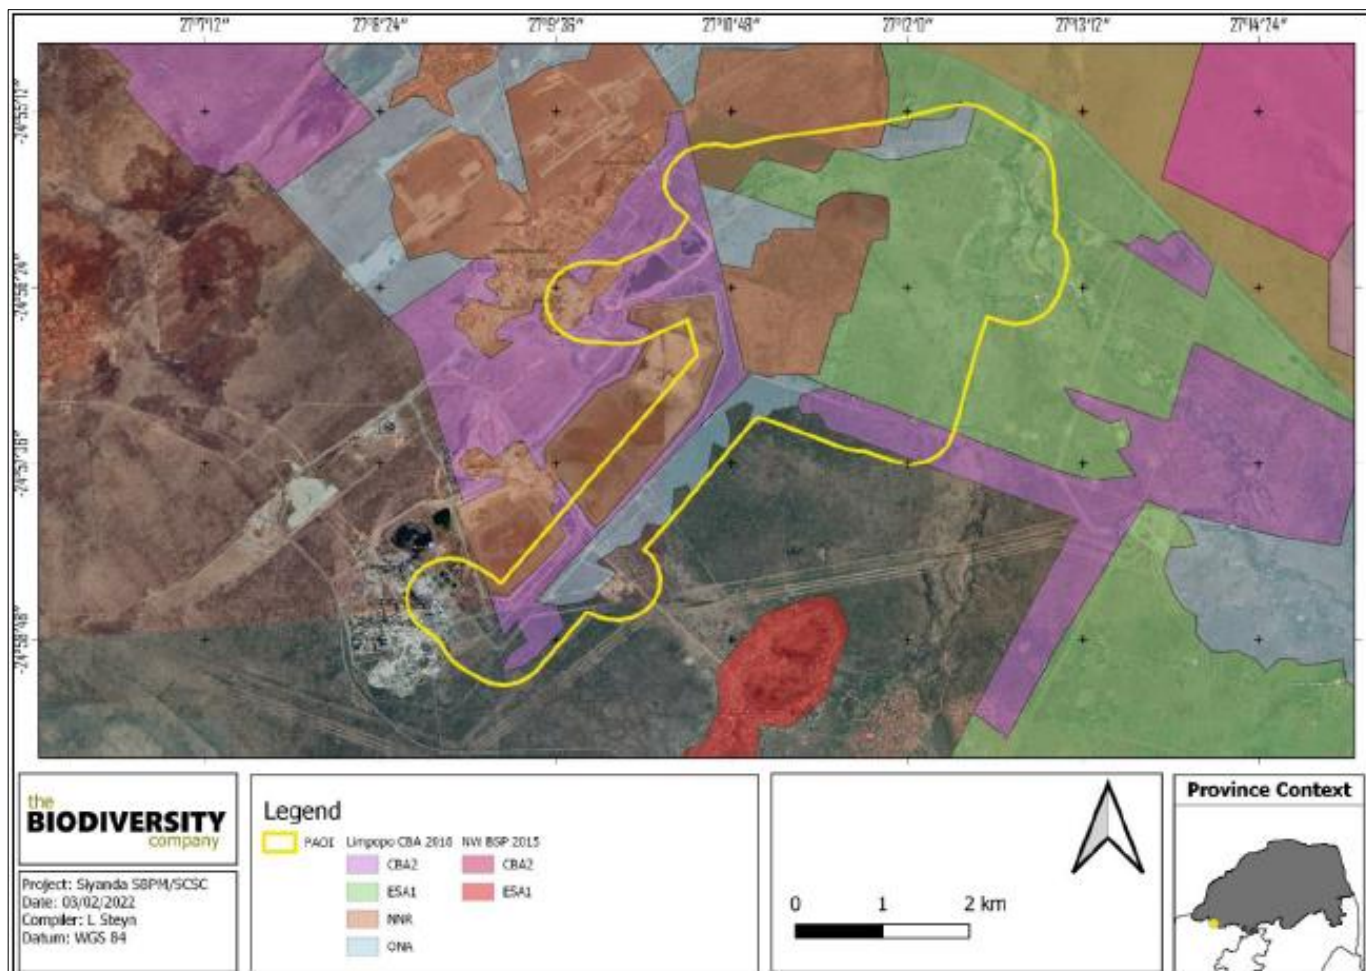 27°7'12" 27°8'24" 27°9'36" 27°10'48" 27°12'0" 27°13'12" 27°14'24"
the
BIODIVERSITY
company
Project: Siyanda SBPM/SCSC
Date: 03/02/2022
Compiler: L Steyn
Datum: WGS 84
Legend
PAOI Limpopo CBA 2018 NW BSP 2015
CBA2 CBA2
ESA1 ESA1
NNR
ONA
0 1 2 km
Province Context